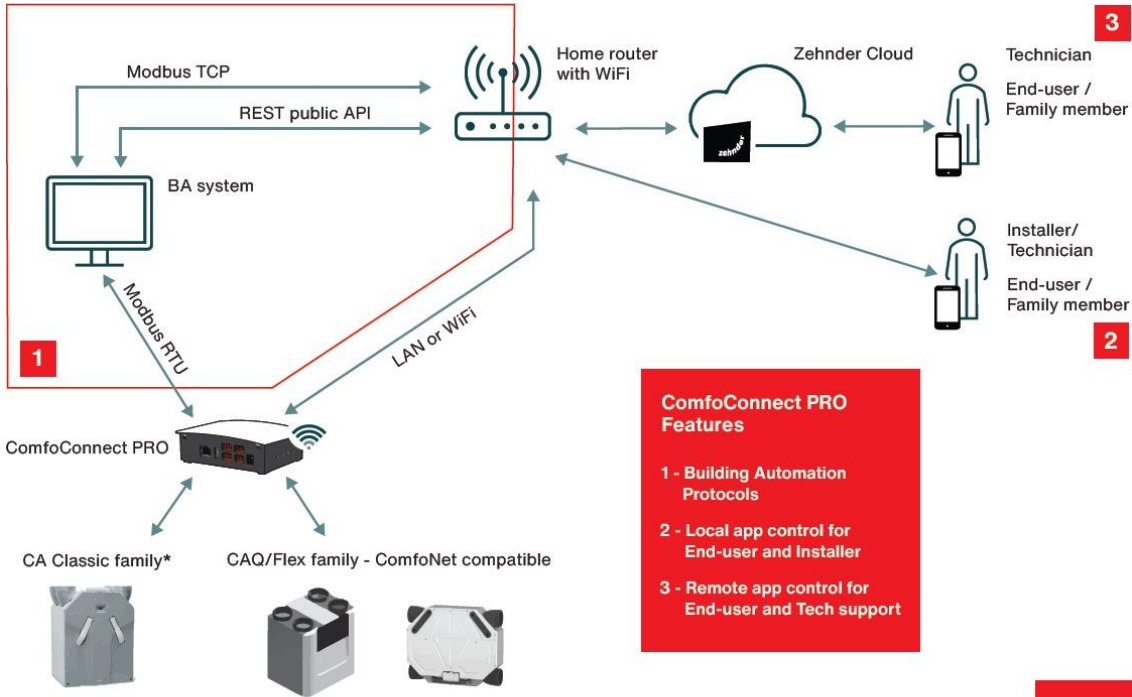 3
Modbus TCP
Home router
with WiFi
Zehnder Cloud
Technician
REST public API
End-user /
Family member
zehnder
BA system
Installer/
Technician
End-user /
Family member
2
Modbus RTU
LAN or WiFi
1
ComfoConnect PRO
ComfoConnect PRO
Features
1 - Building Automation
Protocols
2 - Local app control for
End-user and Installer
3 - Remote app control for
End-user and Tech support
CA Classic family*
CAQ/Flex family - ComfoNet compatible